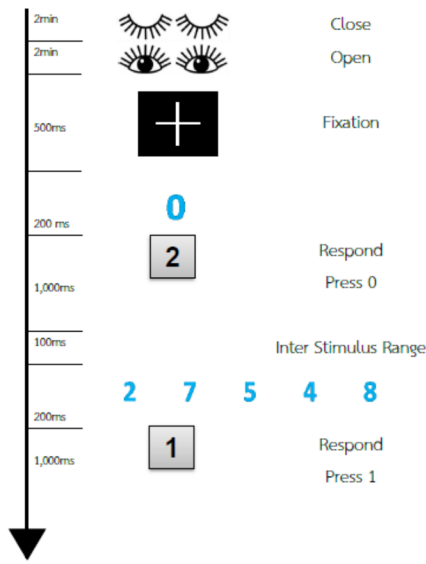 2min
Close
2min
Open
500ms
Fixation
0
200 ms
2
Respond
Press 0
1,000ms
100ms
Inter Stimulus Range
2 7 5 4 8
200ms
1
Respond
1,000ms
Press 1